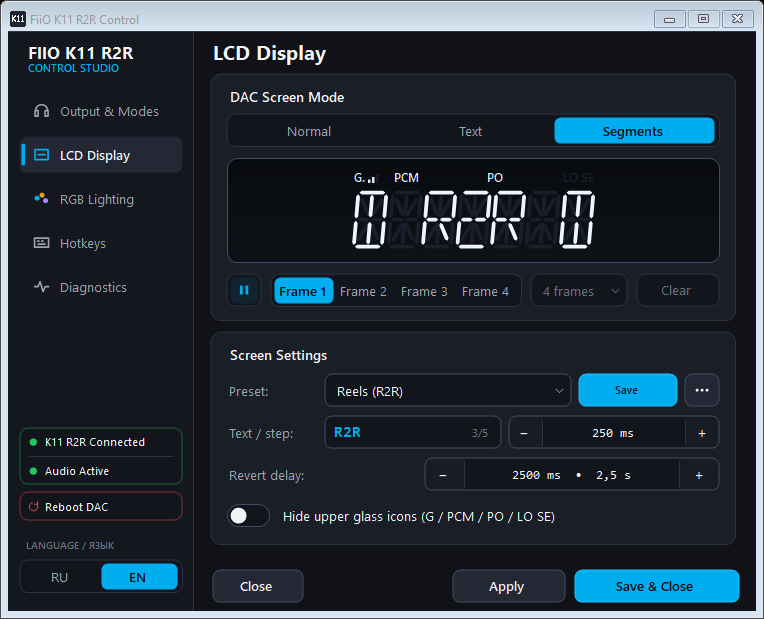 K11 FiiO K11 R2R Control
FIIO K11 R2R
CONTROL STUDIO
Output & Modes
LCD Display
RGB Lighting
Hotkeys
Diagnostics
K11 R2R Connected
Audio Active
Reboot DAC
LANGUAGE / ЯЗЫК
RU EN
LCD Display
DAC Screen Mode
Normal Text Segments
G. PCM PO LO SE
R2R
Frame 1 Frame 2 Frame 3 Frame 4 4 frames Clear
Screen Settings
Preset: Reels (R2R) Save •••
Text / step: R2R 3/5 − 250 ms +
Revert delay: − 2500 ms • 2,5 s +
Hide upper glass icons (G / PCM / PO / LO SE)
Close Apply Save & Close